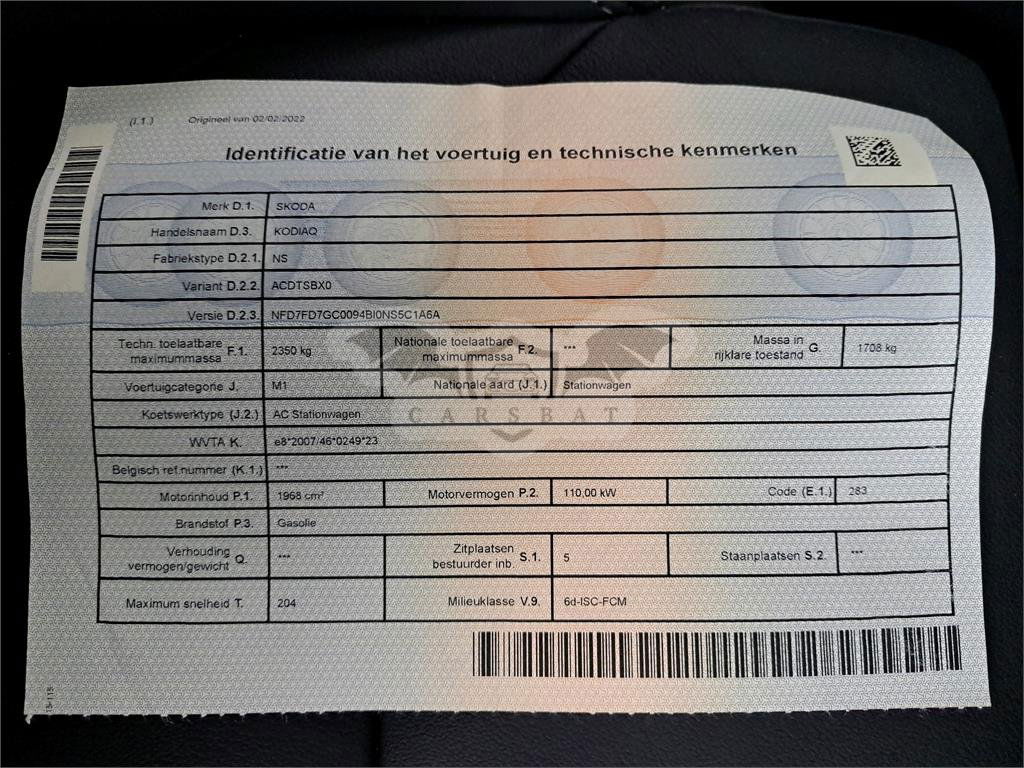 (I.1.) Origineel van 02/02/2022
Identificatie van het voertuig en technische kenmerken
Merk D.1. SKODA
Handelsnaam D.3. KODIAQ
Fabriekstype D.2.1. NS
Variant D.2.2. ACDTSBX0
Versie D.2.3. NFD7FD7GC0094BI0NS5C1A6A
Techn. toelaatbare maximummassa F.1. 2350 kg Nationale toelaatbare maximummassa F.2. *** Massa in rijklare toestand G. 1708 kg
Voertuigcategorie J. M1 Nationale aard (J.1.) Stationwagen
Koetswerktype (J.2.) AC Stationwagen
CARSBAT
WVTA K. e8*2007/46*0249*23
Belgisch ref.nummer (K.1.) ***
Motorinhoud P.1. 1968 cm³ Motorvermogen P.2. 110,00 kW Code (E.1.) 283
Brandstof P.3. Gasolie
Verhouding vermogen/gewicht Q. *** Zitplaatsen bestuurder inb. S.1. 5 Staanplaatsen S.2. ***
Maximum snelheid T. 204 Milieuklasse V.9. 6d-ISC-FCM
15-115